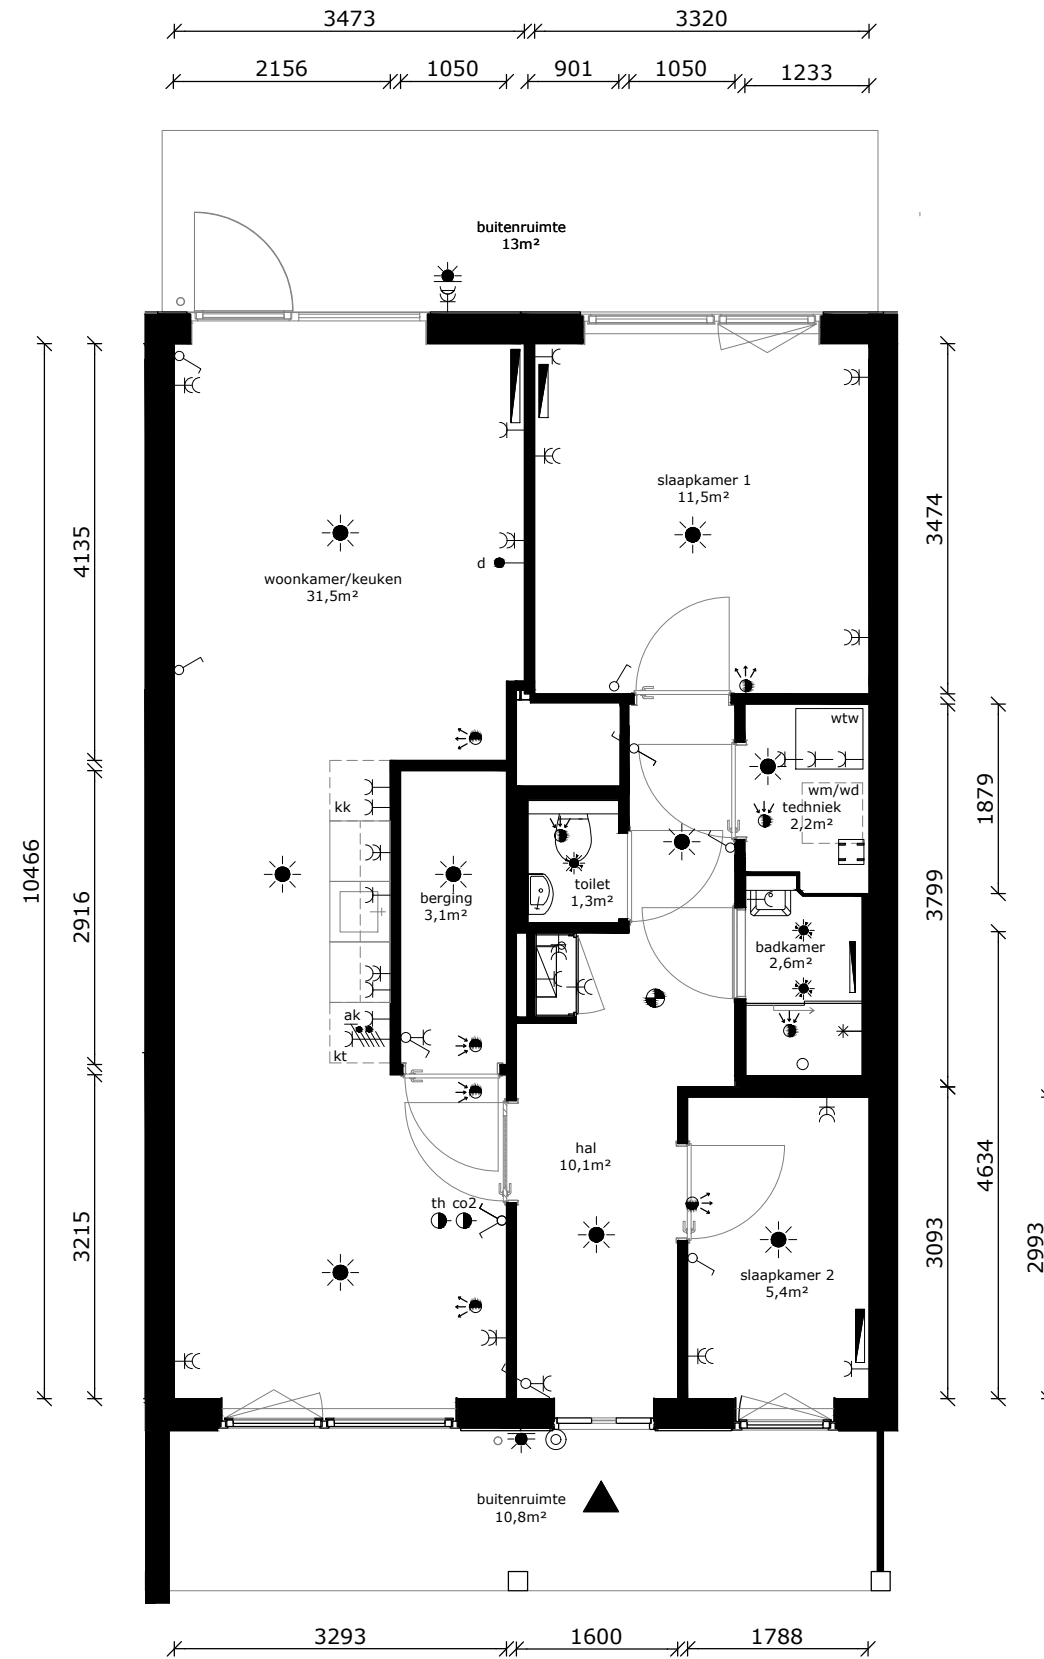 3473
3320
2156
1050
901
1050
1233
buitenruimte
13m²
slaapkamer 1
11,5m²
3474
4135
d
woonkamer/keuken
31,5m²
wtw
wm/wd
techniek
2,2m²
1879
kk
10466
2916
berging
3,1m²
toilet
1,3m²
3799
badkamer
2,6m²
ak
kt
hal
10,1m²
4634
th co2
3215
3093
2993
slaapkamer 2
5,4m²
buitenruimte
10,8m²
3293
1600
1788